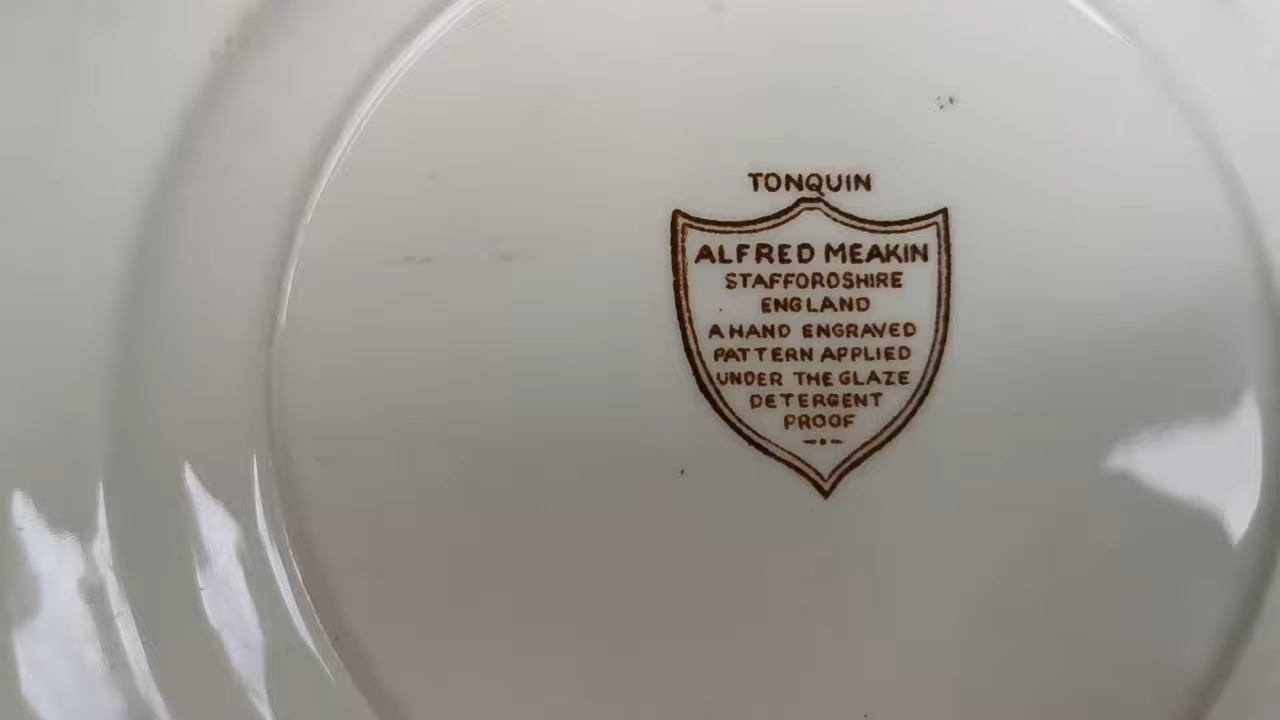 TONQUIN
ALFRED MEAKIN
STAFFORDSHIRE
ENGLAND
A HAND ENGRAVED
PATTERN APPLIED
UNDER THE GLAZE
DETERGENT
PROOF